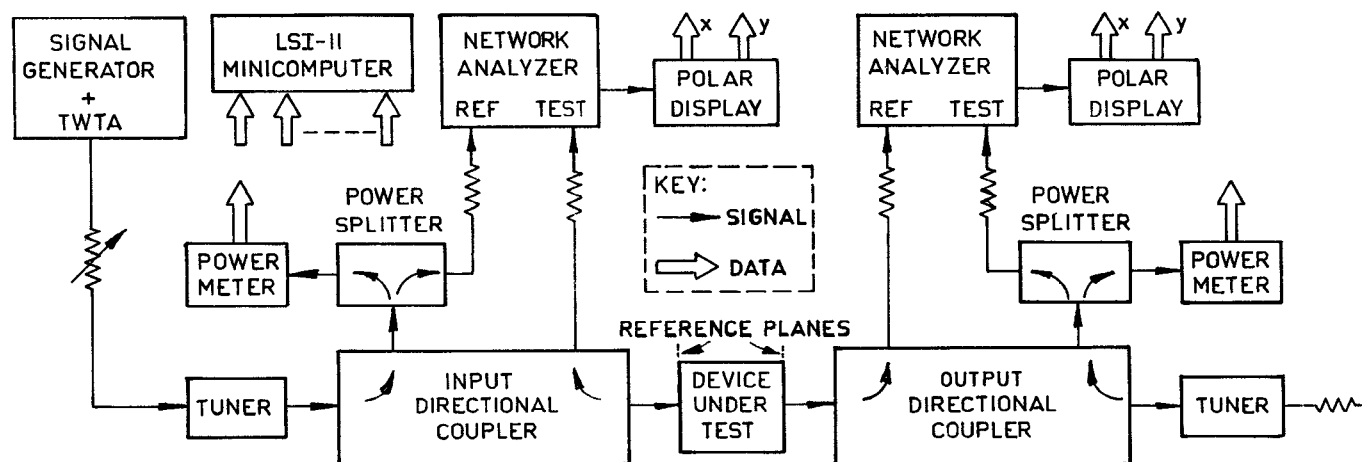 SIGNAL
GENERATOR
+
TWTA
LSI-11
MINICOMPUTER
NETWORK
ANALYZER
REF TEST
x y
POLAR
DISPLAY
NETWORK
ANALYZER
REF TEST
x y
POLAR
DISPLAY
POWER
SPLITTER
POWER
METER
KEY:
SIGNAL
DATA
POWER
SPLITTER
POWER
METER
REFERENCE PLANES
TUNER
INPUT
DIRECTIONAL
COUPLER
DEVICE
UNDER
TEST
OUTPUT
DIRECTIONAL
COUPLER
TUNER